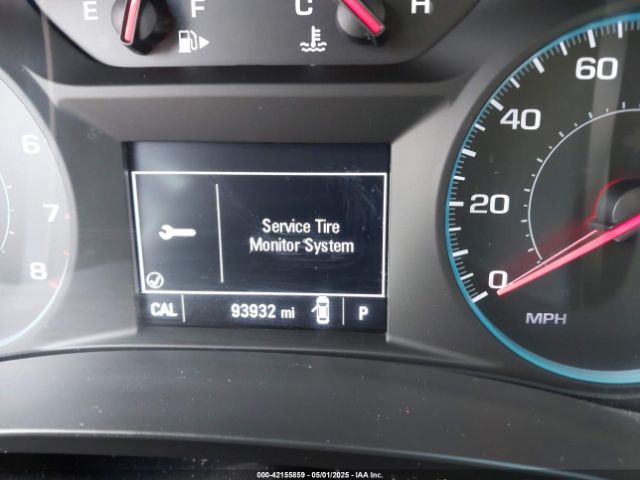 E F C H
6
7
8
Service Tire
Monitor System
CAL 93932 mi P
0
20
40
60
MPH
000-42155859 — 05/01/2025 — IAA Inc.